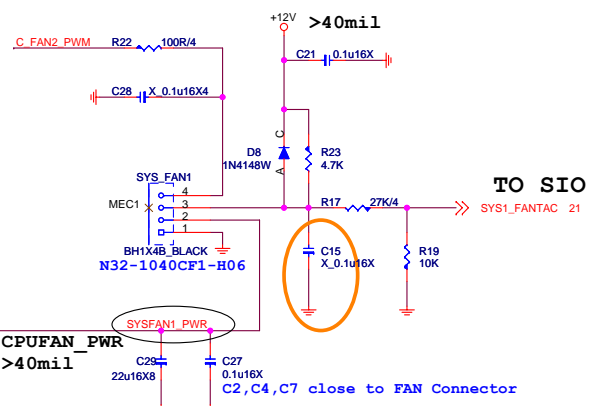 +12V >40mil
C_FAN2_PWM R22 100R/4
C21 0.1u16X
C28 X_0.1u16X4
D8 C
1N4148W A
R23
4.7K
SYS_FAN1
MEC1
4
3
2
1
BH1X4B_BLACK
N32-1040CF1-H06
R17 27K/4
TO SIO
SYS1_FANTAC 21
C15
X_0.1u16X
R19
10K
SYSFAN1_PWR
CPUFAN_PWR
>40mil
C29
22u16X8
C27
0.1u16X
C2,C4,C7 close to FAN Connector